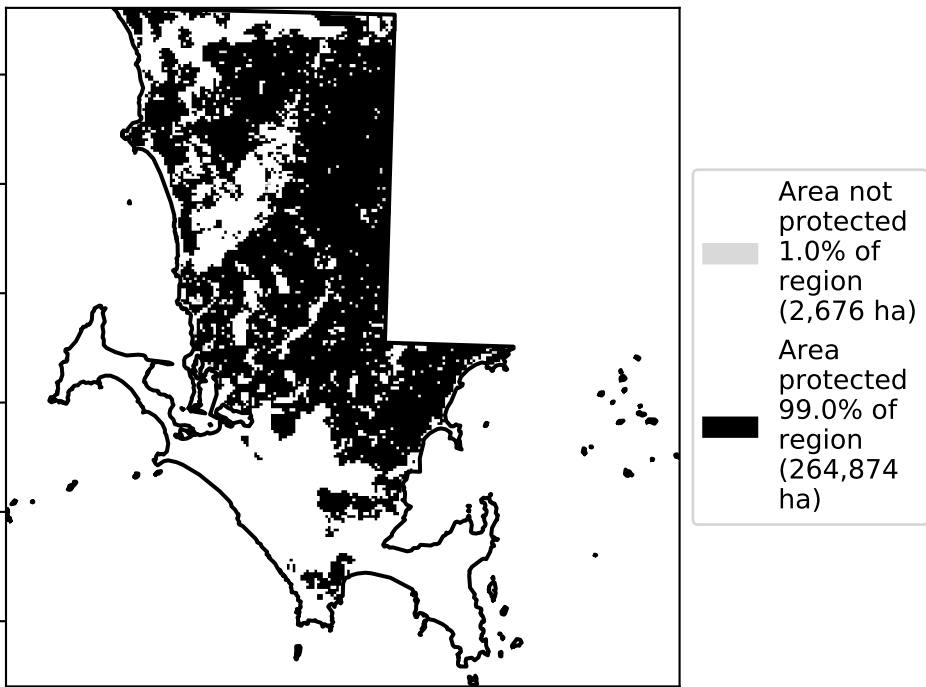 Area not
protected
1.0% of
region
(2,676 ha)
Area
protected
99.0% of
region
(264,874
ha)